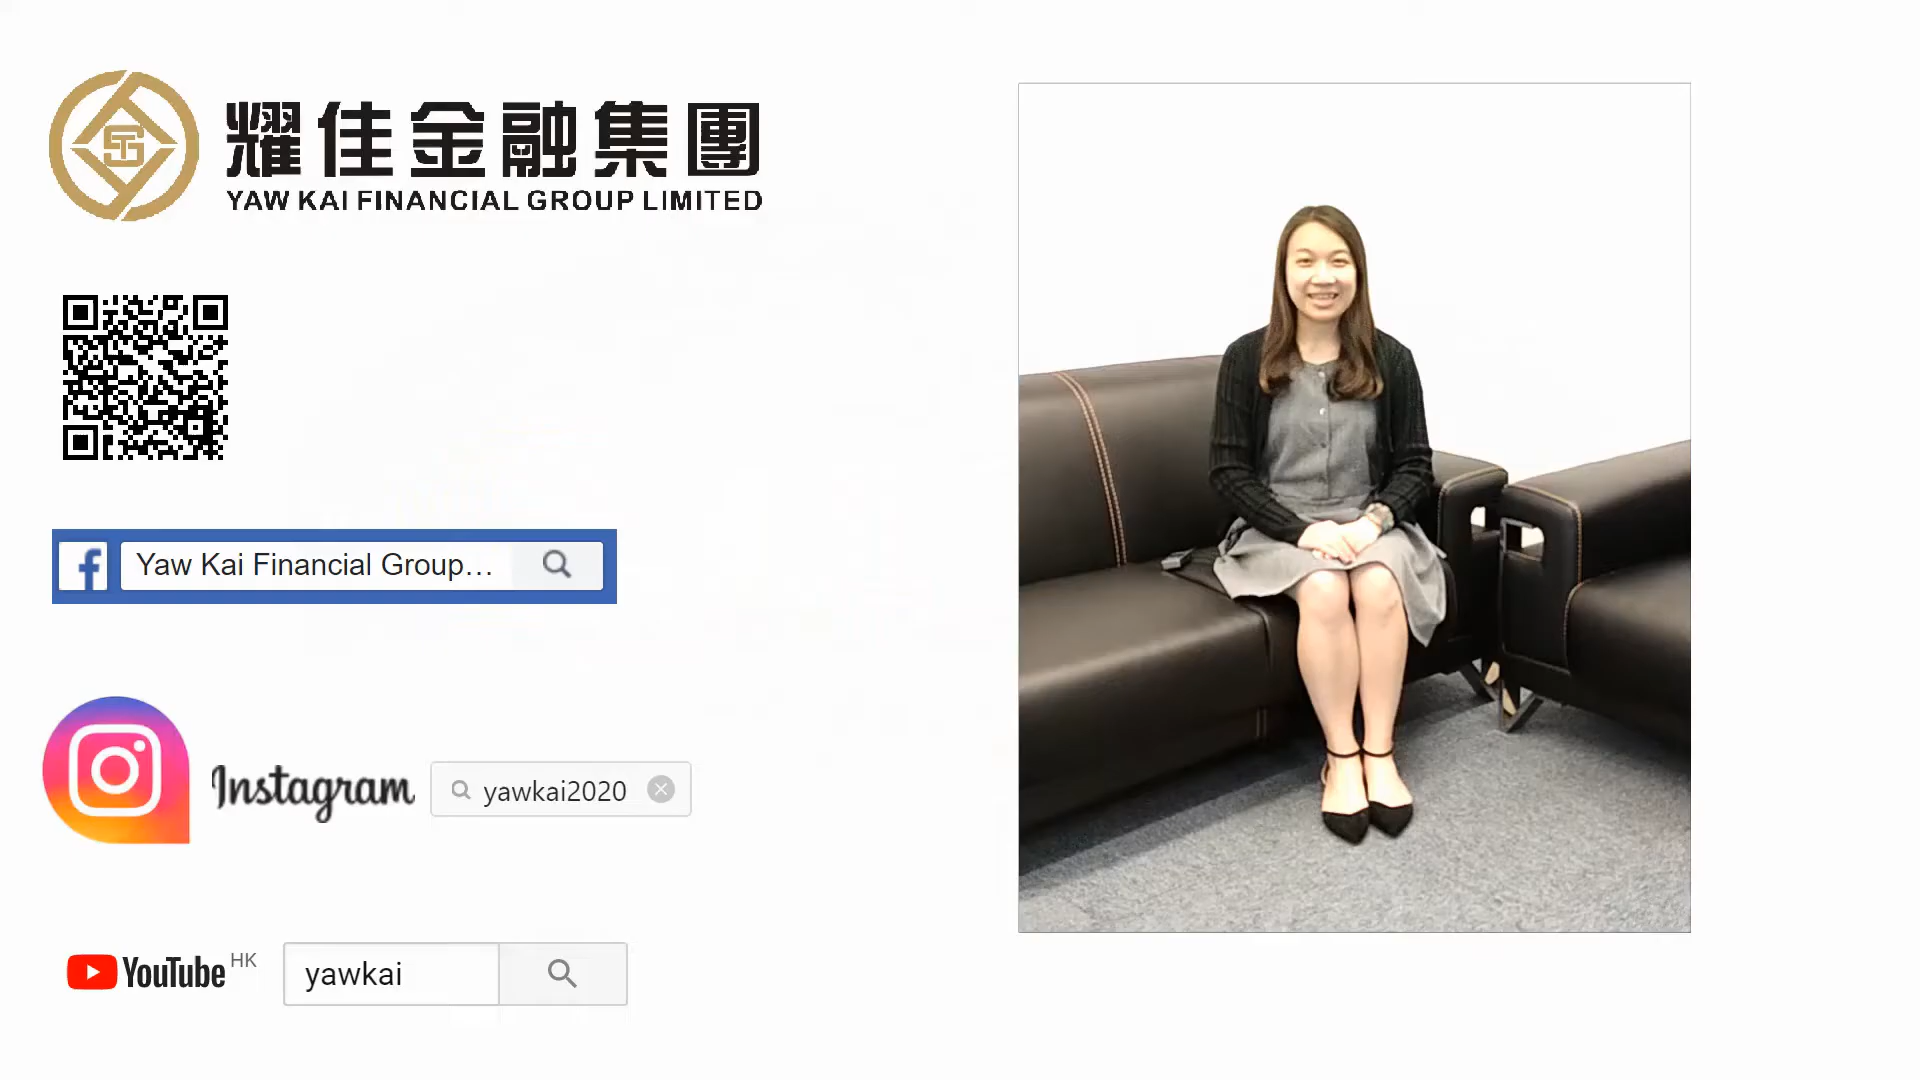 耀佳金融集團
YAW KAI FINANCIAL GROUP LIMITED
Yaw Kai Financial Group...
Instagram
yawkai2020
YouTube HK
yawkai